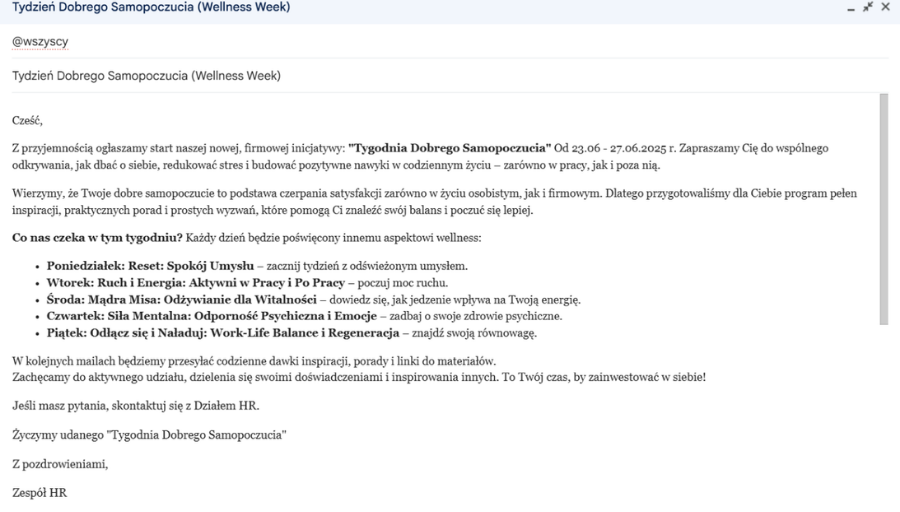 Tydzień Dobrego Samopoczucia (Wellness Week)
@wszyscy
Tydzień Dobrego Samopoczucia (Wellness Week)
Cześć,
Z przyjemnością ogłaszamy start naszej nowej, firmowej inicjatywy: "Tygodnia Dobrego Samopoczucia" Od 23.06 - 27.06.2025 r. Zapraszamy Cię do wspólnego
odkrywania, jak dbać o siebie, redukować stres i budować pozytywne nawyki w codziennym życiu – zarówno w pracy, jak i poza nią.
Wierzymy, że Twoje dobre samopoczucie to podstawa czerpania satysfakcji zarówno w życiu osobistym, jak i firmowym. Dlatego przygotowaliśmy dla Ciebie program pełen
inspiracji, praktycznych porad i prostych wyzwań, które pomogą Ci znaleźć swój balans i poczuć się lepiej.
Co nas czeka w tym tygodniu? Każdy dzień będzie poświęcony innemu aspektowi wellness:
• Poniedziałek: Reset: Spokój Umysłu – zacznij tydzień z odświeżonym umysłem.
• Wtorek: Ruch i Energia: Aktywni w Pracy i Po Pracy – poczuj moc ruchu.
• Środa: Mądra Misa: Odżywianie dla Witalności – dowiedz się, jak jedzenie wpływa na Twoją energię.
• Czwartek: Siła Mentalna: Odporność Psychiczna i Emocje – zadbaj o swoje zdrowie psychiczne.
• Piątek: Odłącz się i Naładuj: Work-Life Balance i Regeneracja – znajdź swoją równowagę.
W kolejnych mailach będziemy przesyłać codzienne dawki inspiracji, porady i linki do materiałów.
Zachęcamy do aktywnego udziału, dzielenia się swoimi doświadczeniami i inspirowania innych. To Twój czas, by zainwestować w siebie!
Jeśli masz pytania, skontaktuj się z Działem HR.
Życzymy udanego "Tygodnia Dobrego Samopoczucia"
Z pozdrowieniami,
Zespół HR